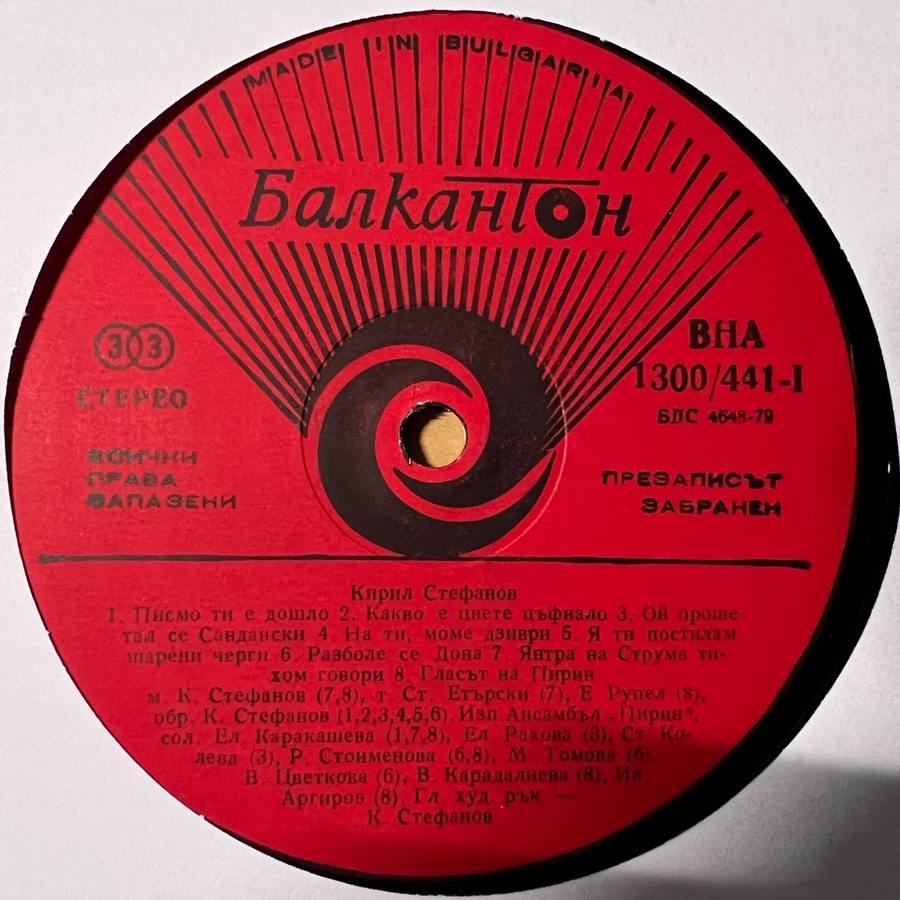 MADE IN BULGARIA
Балкантон
33
СТЕРЕО
ВСИЧКИ
ПРАВА
ЗАПАЗЕНИ
ВНА
1300/441-I
БДС 4648-79
ПРЕЗАПИСЪТ
ЗАБРАНЕН
Кирил Стефанов
1. Писмо ти е дошло 2. Какво е цвете цъфнало 3. Ой проше-
тал се Сандански 4. На ти, моме дзиври 5. Я ти постилам
шарени черги 6. Разболе се Дона 7. Янтра на Струма ти-
хом говори 8. Гласът на Пирин
м. К. Стефанов (7,8), т. Ст. Етърски (7), Е. Рупел (8),
обр. К. Стефанов (1,2,3,4,5,6) Изп. Ансамбъл „Пирин“,
сол. Ел. Каракашева (1,7,8), Ел. Рахова (3), Ст. Ко-
лева (3), Р. Стоименова (6,8), М. Томова (6),
В. Цветкова (6), В. Карадалиева (8), Ил.
Аргиров (8). Гл. худ. рък. —
К. Стефанов